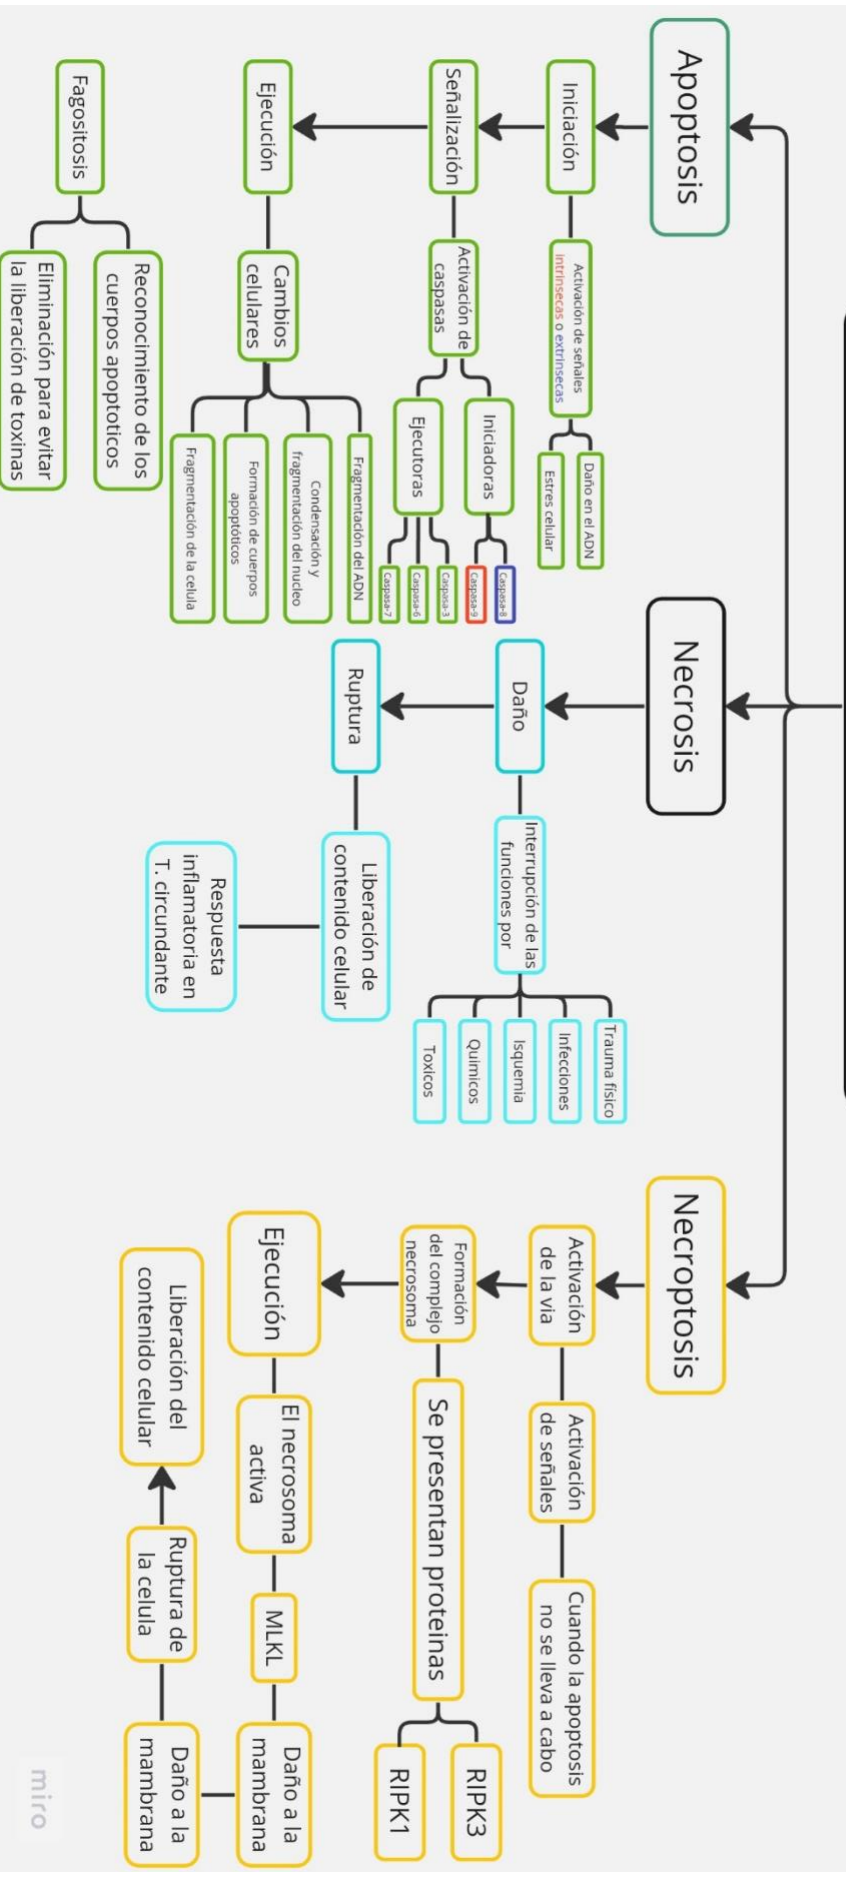 Apoptosis
Iniciación
Activación de señales
intrinsecas o extrinsecas
Daño en el ADN
Estres celular
Señalización
Activación de
caspasas
Iniciadoras
Caspasa-8
Caspasa-9
Ejecutoras
Caspasa-3
Caspasa-6
Caspasa-7
Ejecución
Cambios
celulares
Fragmentación del ADN
Condensación y
fragmentación del nucleo
Formación de cuerpos
apoptóticos
Fragmentación de la celula
Fagositosis
Reconocimiento de los
cuerpos apoptoticos
Eliminación para evitar
la liberación de toxinas
Necrosis
Daño
Interrupción de las
funciones por
Trauma físico
Infecciones
Isquemia
Quimicos
Toxicos
Ruptura
Liberación de
contenido celular
Respuesta
inflamatoria en
T. circundante
Necroptosis
Activación
de la via
Activación
de señales
Cuando la apoptosis
no se lleva a cabo
Formación
del complejo
necrosoma
Se presentan proteinas
RIPK3
RIPK1
Ejecución
El necrosoma
activa
MLKL
Daño a la
mambrana
Daño a la
mambrana
Ruptura de
la celula
Liberación del
contenido celular
miro